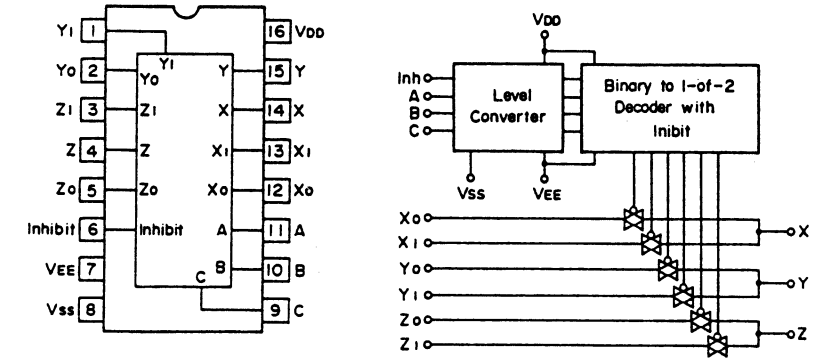 Y1 1 16 VDD
Y1
Y0 2 Y0 Y 15 Y
Z1 3 Z1 X 14 X
Z 4 Z X1 13 X1
Z0 5 Z0 X0 12 X0
Inhibit 6 Inhibit A 11 A
VEE 7 B 10 B
C
Vss 8 9 C
VDD
Inh
A
B
C
Level
Converter
Binary to 1-of-2
Decoder with
Inibit
VSS VEE
X0
X
X1
Y0
Y
Y1
Z0
Z
Z1